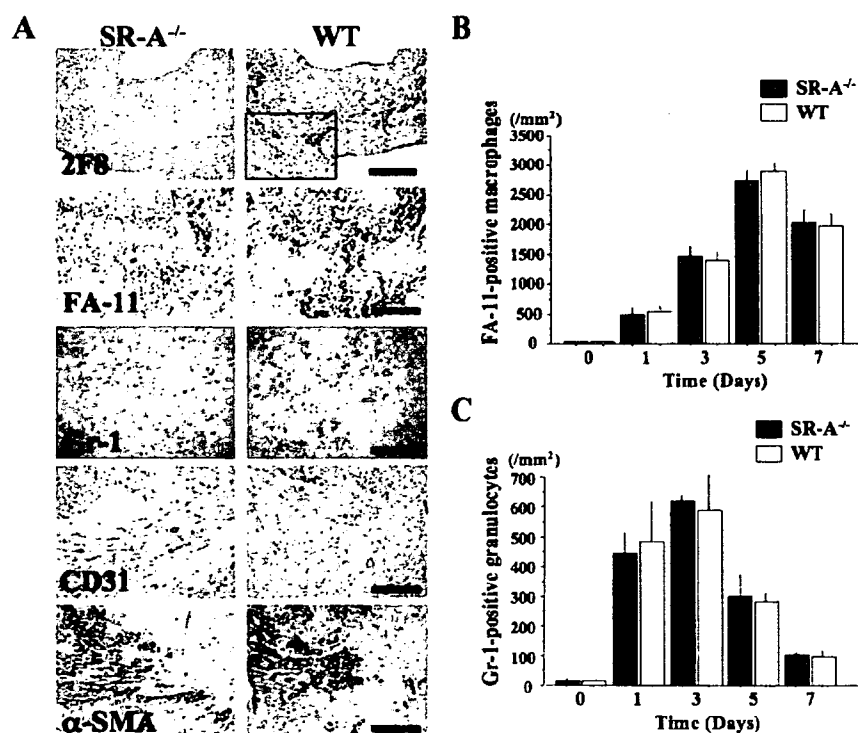 A
SR-A⁻/⁻ WT
2F8
FA-11
Gr-1
CD31
α-SMA
B
SR-A⁻/⁻
WT
(/mm²)
3500
3000
2500
2000
1500
1000
500
0
FA-11-positive macrophages
0 1 3 5 7
Time (Days)
C
SR-A⁻/⁻
WT
(/mm²)
700
600
500
400
300
200
100
0
Gr-1-positive granulocytes
0 1 3 5 7
Time (Days)